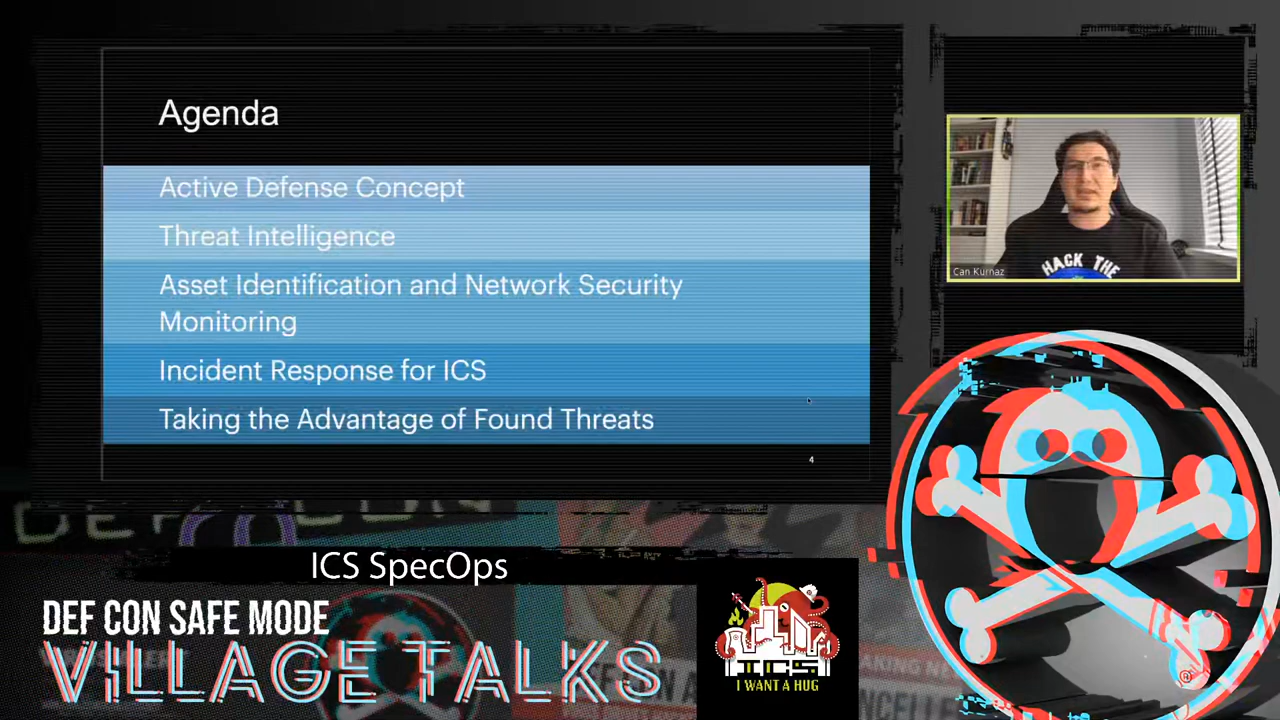 Agenda
Active Defense Concept
Threat Intelligence
Asset Identification and Network Security
Monitoring
Incident Response for ICS
Taking the Advantage of Found Threats
4
Can Kurnaz
HACK THE
DEF CON
ICS SpecOps
DEF CON SAFE MODE
VILLAGE TALKS
ICS
I WANT A HUG
®